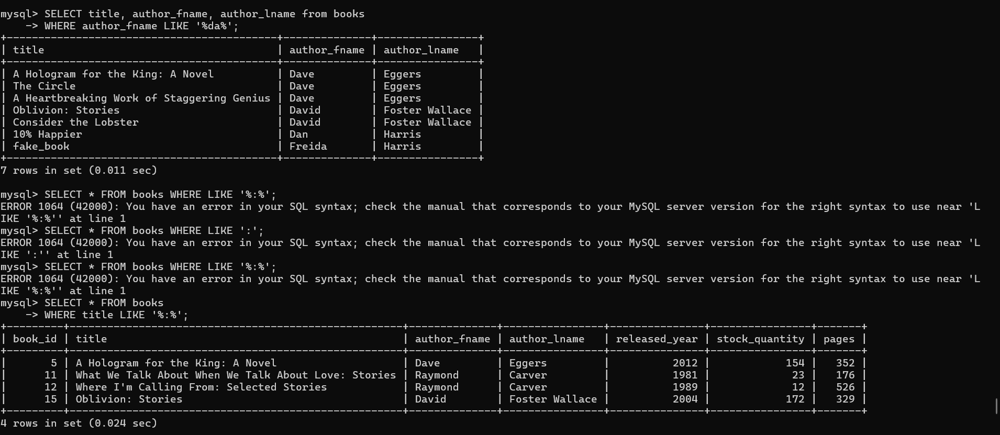 mysql> SELECT title, author_fname, author_lname from books
    -> WHERE author_fname LIKE '%da%';
+-------------------------------------------+--------------+----------------+
| title                                     | author_fname | author_lname   |
+-------------------------------------------+--------------+----------------+
| A Hologram for the King: A Novel          | Dave         | Eggers         |
| The Circle                                | Dave         | Eggers         |
| A Heartbreaking Work of Staggering Genius | Dave         | Eggers         |
| Oblivion: Stories                         | David        | Foster Wallace |
| Consider the Lobster                      | David        | Foster Wallace |
| 10% Happier                               | Dan          | Harris         |
| fake_book                                 | Freida       | Harris         |
+-------------------------------------------+--------------+----------------+
7 rows in set (0.011 sec)

mysql> SELECT * FROM books WHERE LIKE '%:%';
ERROR 1064 (42000): You have an error in your SQL syntax; check the manual that corresponds to your MySQL server version for the right syntax to use near 'L
IKE '%:%'' at line 1
mysql> SELECT * FROM books WHERE LIKE ':';
ERROR 1064 (42000): You have an error in your SQL syntax; check the manual that corresponds to your MySQL server version for the right syntax to use near 'L
IKE ':'' at line 1
mysql> SELECT * FROM books WHERE LIKE '%:%';
ERROR 1064 (42000): You have an error in your SQL syntax; check the manual that corresponds to your MySQL server version for the right syntax to use near 'L
IKE '%:%'' at line 1
mysql> SELECT * FROM books
    -> WHERE title LIKE '%:%';
+---------+-----------------------------------------------------+--------------+----------------+---------------+----------------+-------+
| book_id | title                                               | author_fname | author_lname   | released_year | stock_quantity | pages |
+---------+-----------------------------------------------------+--------------+----------------+---------------+----------------+-------+
|       5 | A Hologram for the King: A Novel                    | Dave         | Eggers         |          2012 |            154 |   352 |
|      11 | What We Talk About When We Talk About Love: Stories | Raymond      | Carver         |          1981 |             23 |   176 |
|      12 | Where I'm Calling From: Selected Stories            | Raymond      | Carver         |          1989 |             12 |   526 |
|      15 | Oblivion: Stories                                   | David        | Foster Wallace |          2004 |            172 |   329 |
+---------+-----------------------------------------------------+--------------+----------------+---------------+----------------+-------+
4 rows in set (0.024 sec)